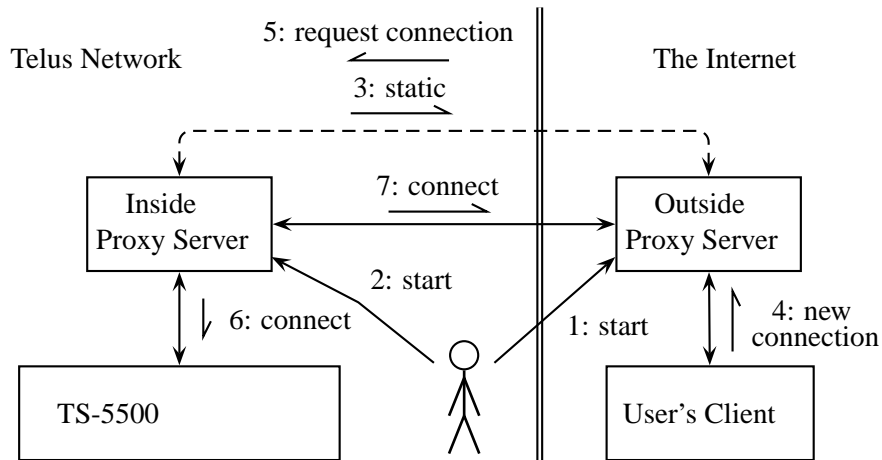 5: request connection
Telus Network
The Internet
3: static
7: connect
Inside
Proxy Server
Outside
Proxy Server
2: start
6: connect
1: start
4: new
connection
TS-5500
User's Client